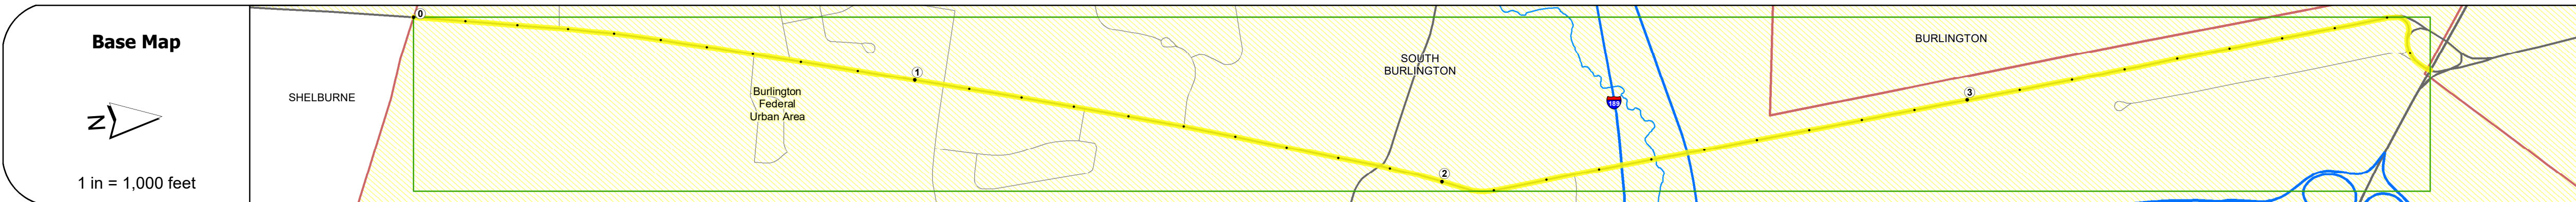 Base Map
N
1 in = 1,000 feet
SHELBURNE
0
1
Burlington
Federal
Urban Area
SOUTH
BURLINGTON
2
189
BURLINGTON
3